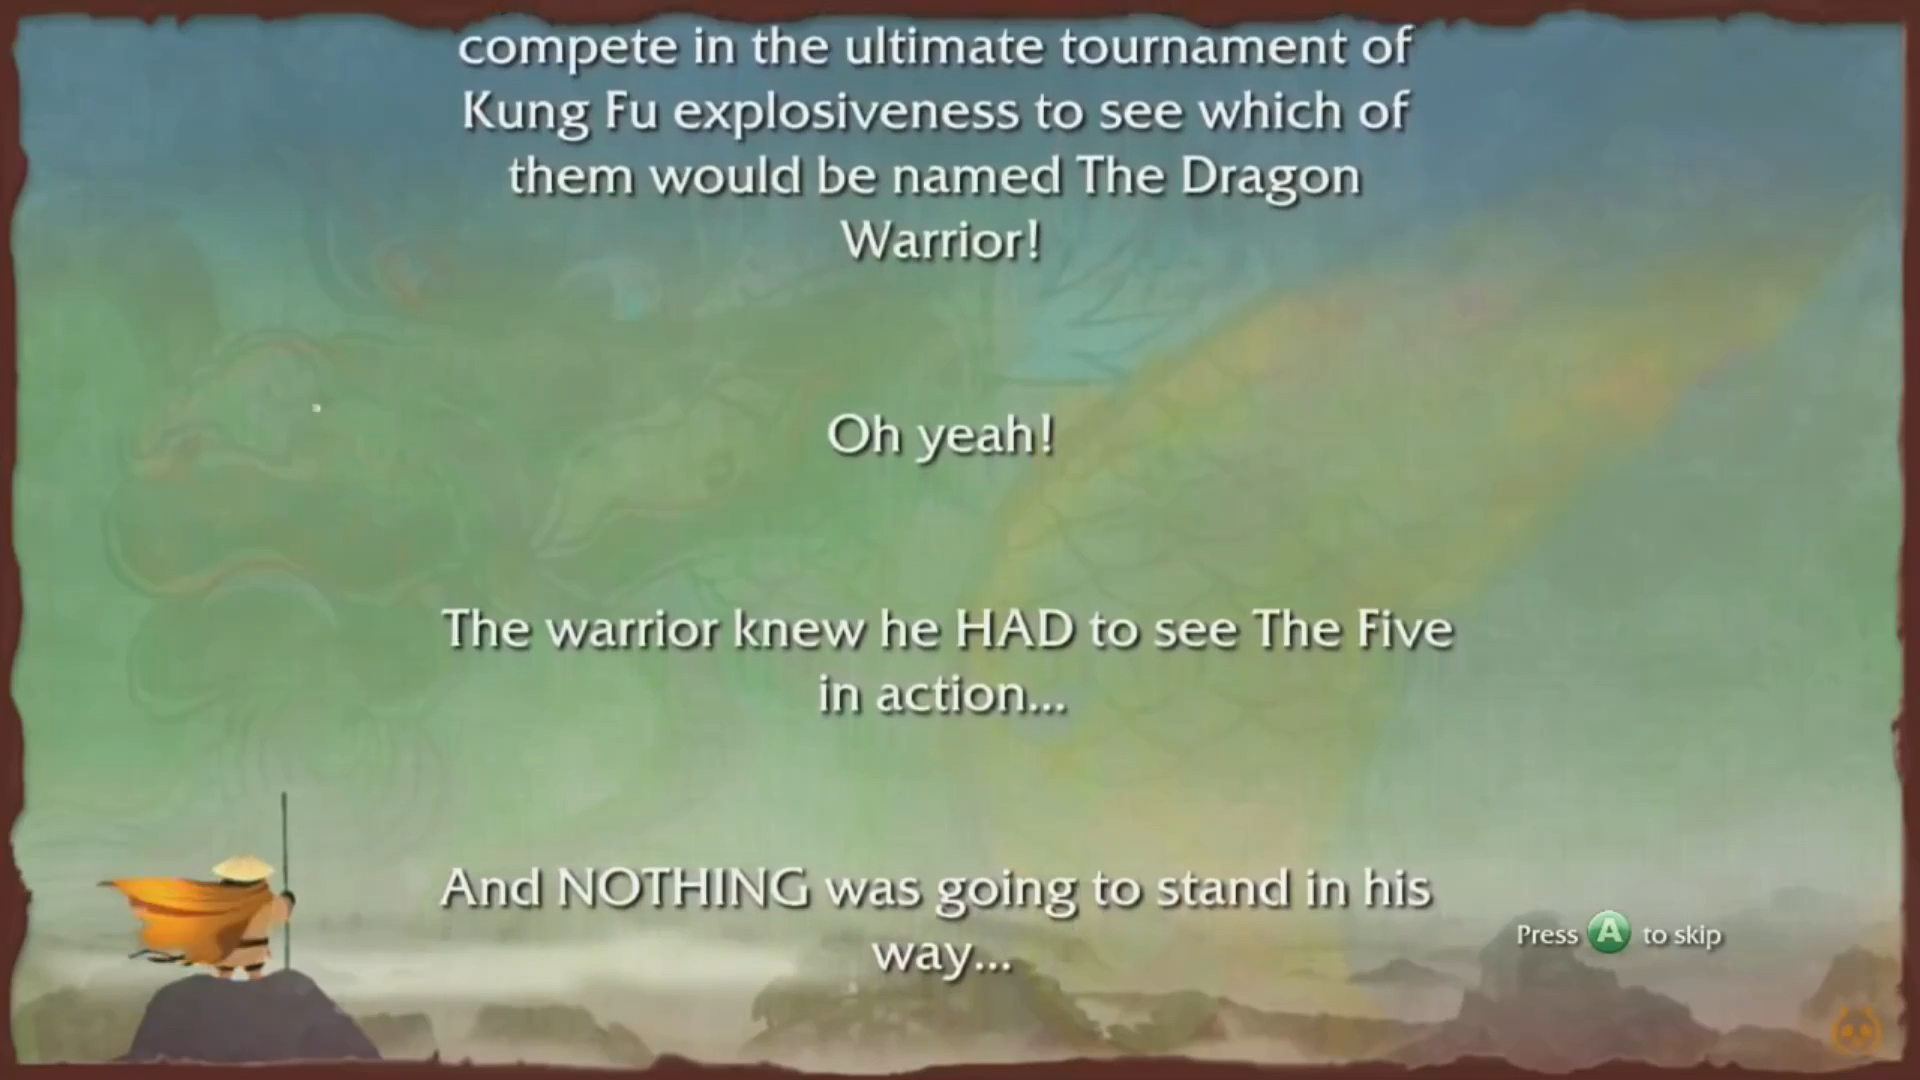 compete in the ultimate tournament of
Kung Fu explosiveness to see which of
them would be named The Dragon
Warrior!
Oh yeah!
The warrior knew he HAD to see The Five
in action...
And NOTHING was going to stand in his
way...
Press A to skip